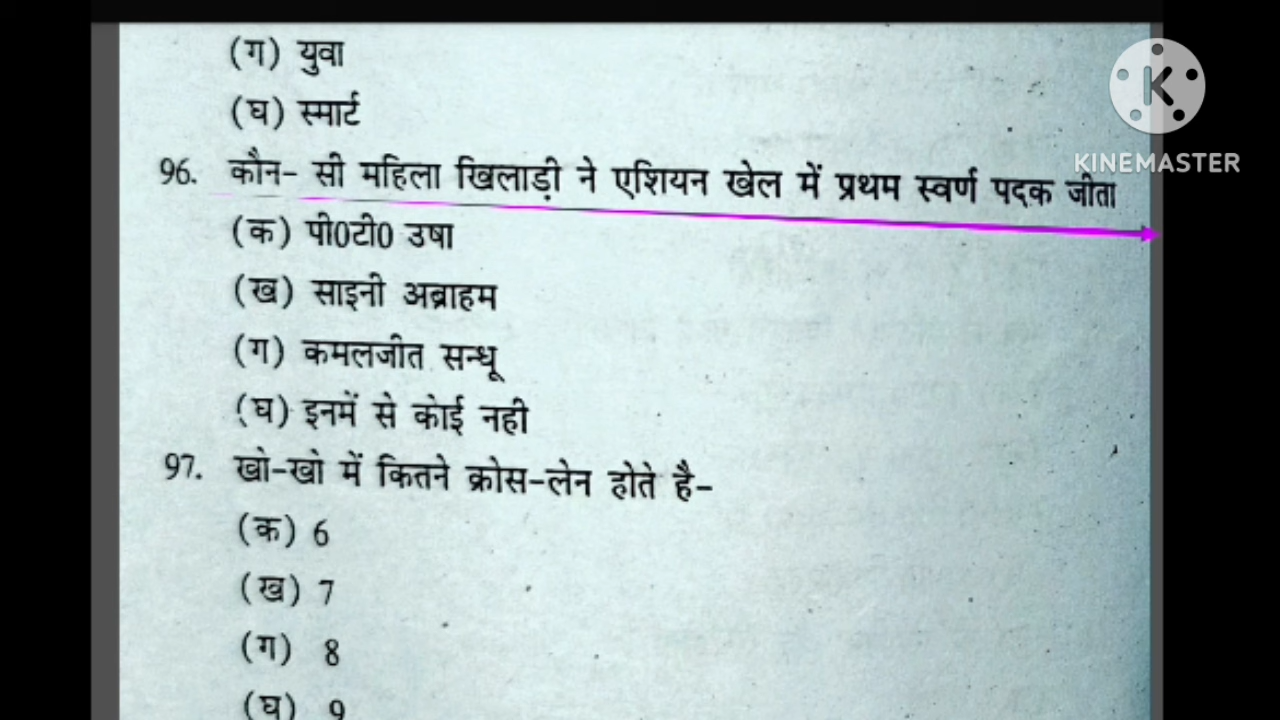 (ग) युवा
(घ) स्मार्ट
K
KINEMASTER
96. कौन- सी महिला खिलाड़ी ने एशियन खेल में प्रथम स्वर्ण पदक जीता
(क) पी0टी0 उषा
(ख) साइनी अब्राहम
(ग) कमलजीत सन्धू
(घ) इनमें से कोई नही
97. खो-खो में कितने क्रोस-लेन होते है-
(क) 6
(ख) 7
(ग) 8
(घ) 9